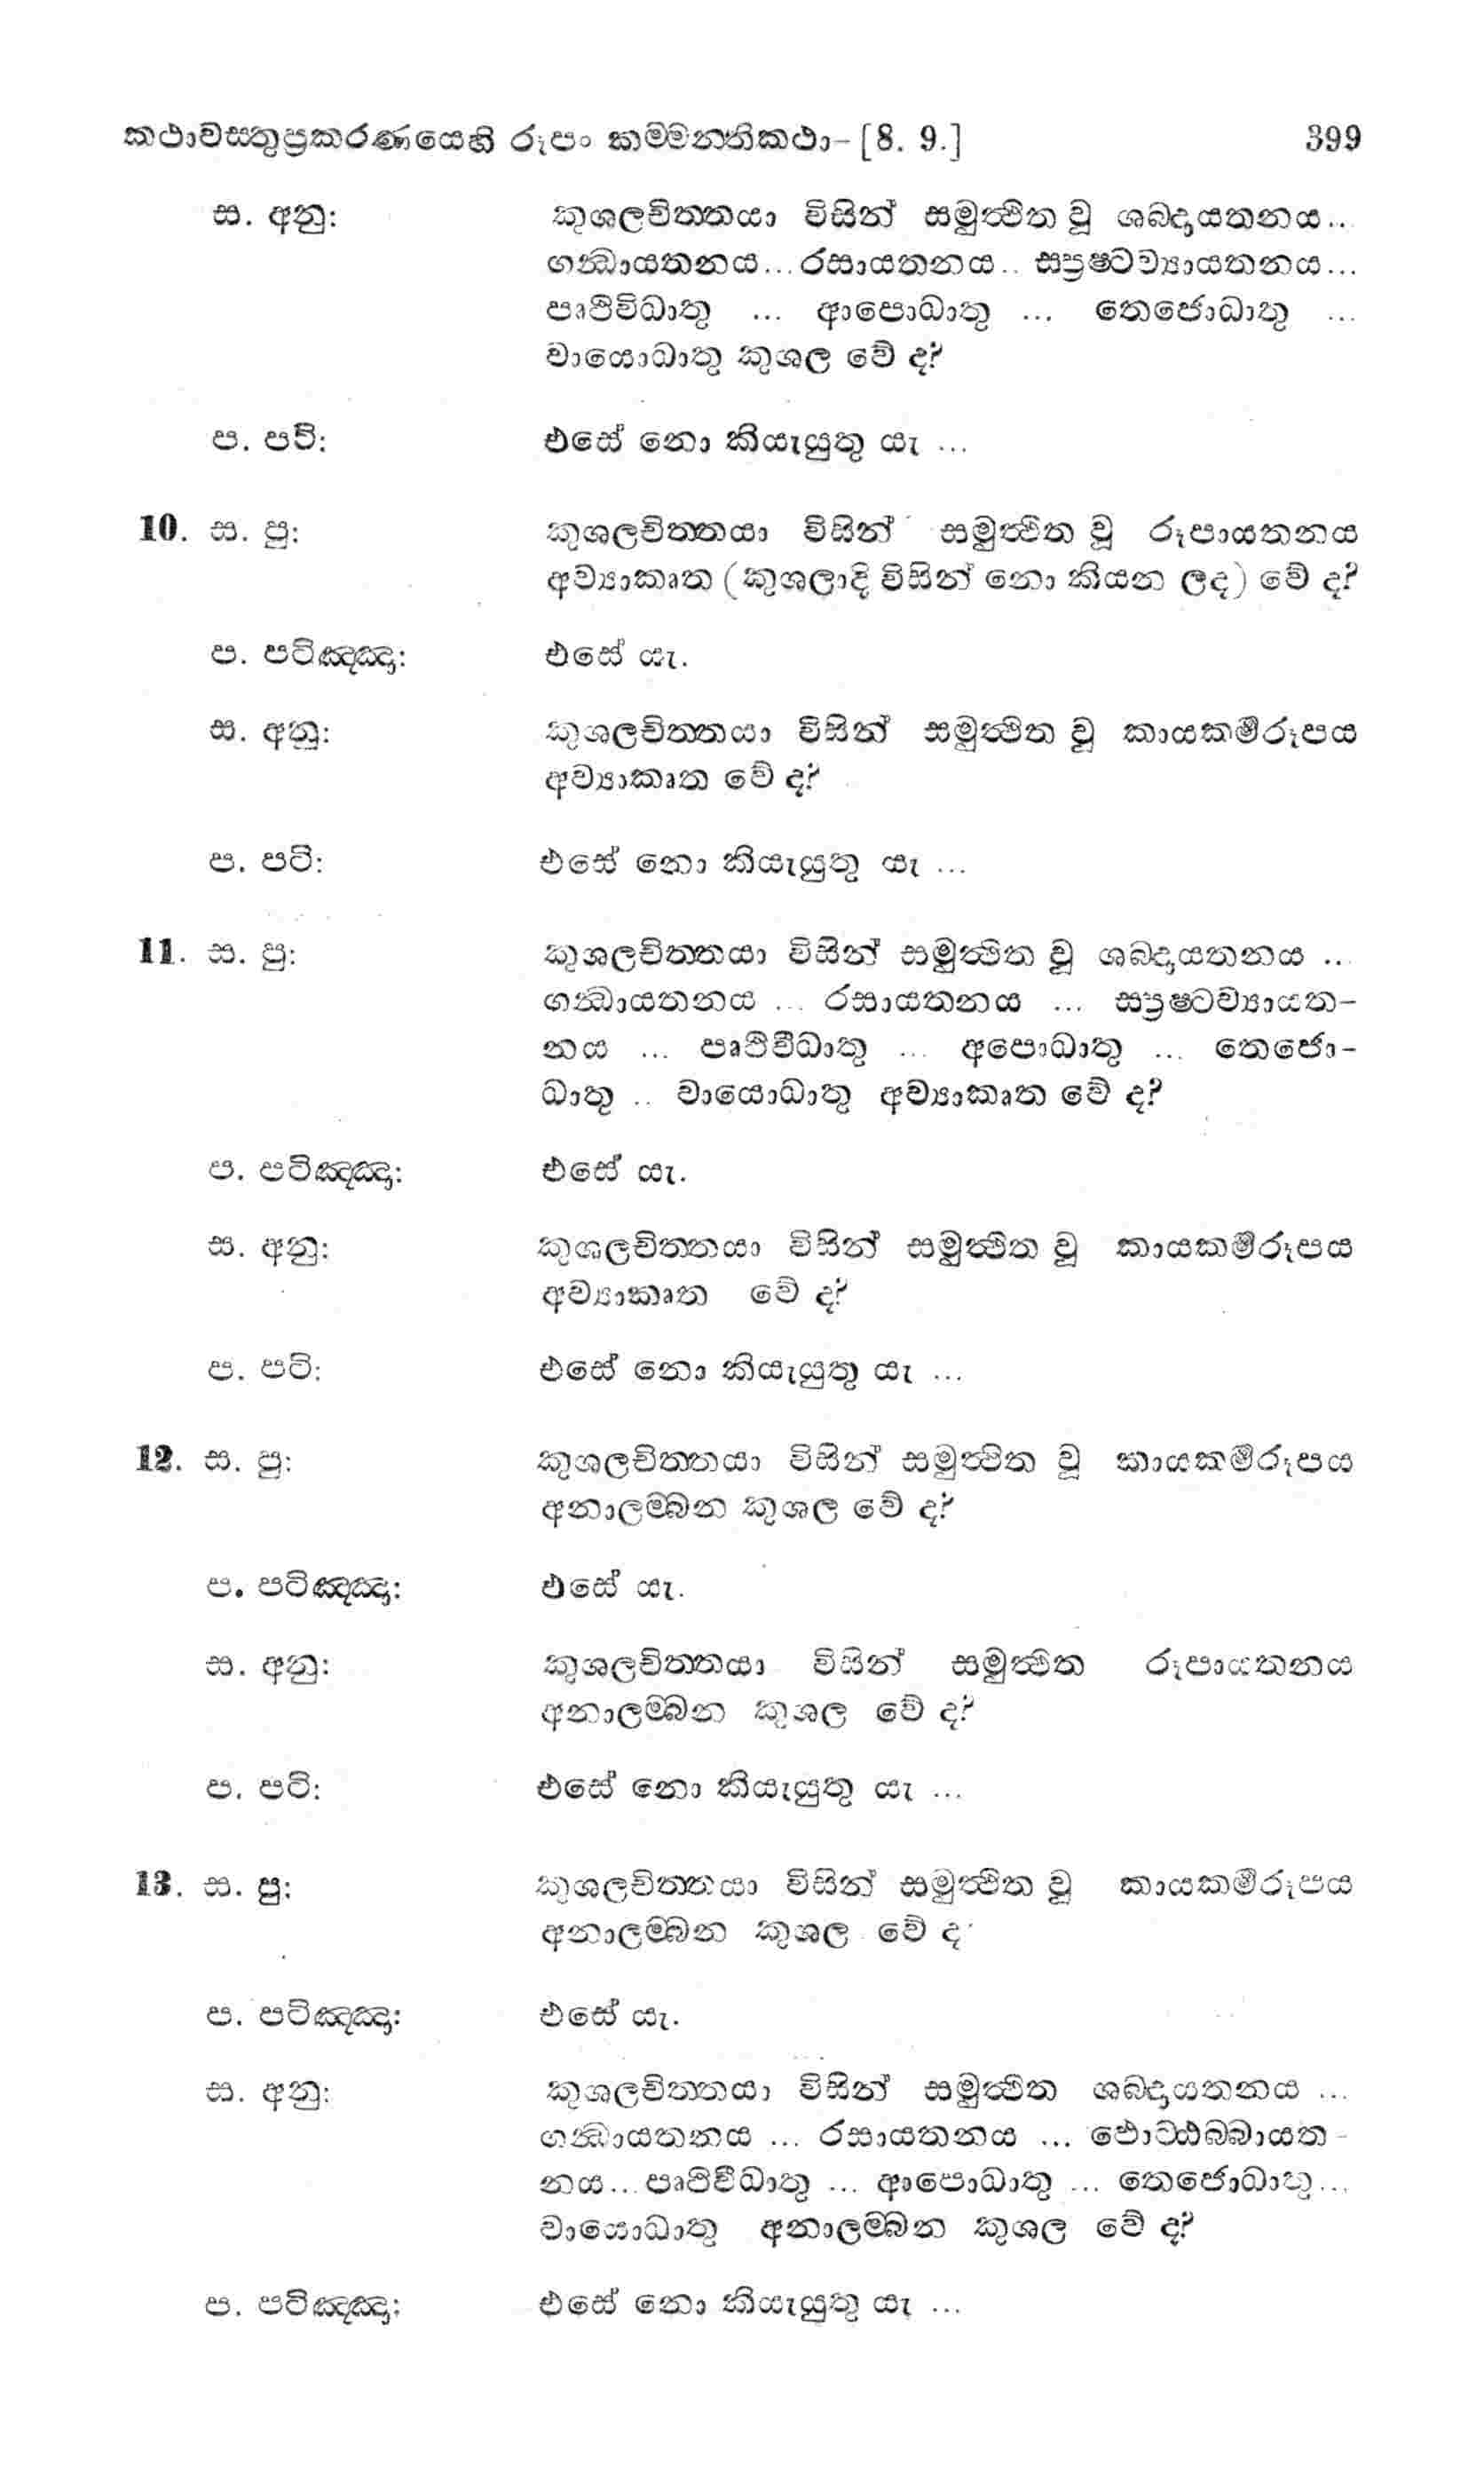 කථාවස්තුප්‍රකරණයෙහි රූපං කම්මන්තිකථා-[8. 9.] 399
ස. අනු: කුශලචිත්තයා විසින් සමුත්ථිත වූ ශබ්දායතනය...
ගන්ධායතනය... රසායතනය.. ස්ප්‍රෂ්ටව්‍යායතනය...
පෘථිවිධාතු ... ආපොධාතු ... තෙජොධාතු ...
වායොධාතු කුශල වේ ද?
ප. පටි: එසේ නො කියැයුතු යැ ...
10. ස. පු: කුශලචිත්තයා විසින් සමුත්ථිත වූ රූපායතනය
අව්‍යාකෘත (කුශලාදි විසින් නො කියන ලද) වේ ද?
ප. පටිඤ්ඤා: එසේ යැ.
ස. අනු: කුශලචිත්තයා විසින් සමුත්ථිත වූ කායකර්මරූපය
අව්‍යාකෘත වේ ද?
ප. පටි: එසේ නො කියැයුතු යැ ...
11. ස. පු: කුශලචිත්තයා විසින් සමුත්ථිත වූ ශබ්දායතනය ...
ගන්ධායතනය ... රසායතනය ... ස්ප්‍රෂ්ටව්‍යායත-
නය ... පෘථිවීධාතු ... අපොධාතු ... තෙජො-
ධාතු .. වායොධාතු අව්‍යාකෘත වේ ද?
ප. පටිඤ්ඤා: එසේ යැ.
ස. අනු: කුශලචිත්තයා විසින් සමුත්ථිත වූ කායකර්මරූපය
අව්‍යාකෘත වේ ද?
ප. පටි: එසේ නො කියැයුතු යැ ...
12. ස. පු: කුශලචිත්තයා විසින් සමුත්ථිත වූ කායකර්මරූපය
අනාලම්බන කුශල වේ ද?
ප. පටිඤ්ඤා: එසේ යැ.
ස. අනු: කුශලචිත්තයා විසින් සමුත්ථිත රූපායතනය
අනාලම්බන කුශල වේ ද?
ප. පටි: එසේ නො කියැයුතු යැ ...
13. ස. පු: කුශලචිත්තයා විසින් සමුත්ථිත වූ කායකර්මරූපය
අනාලම්බන කුශල වේ ද
ප. පටිඤ්ඤා: එසේ යැ.
ස. අනු: කුශලචිත්තයා විසින් සමුත්ථිත ශබ්දායතනය ...
ගන්ධායතනය ... රසායතනය ... ඵොට්ඨබ්බායත-
නය... පෘථිවීධාතු ... ආපොධාතු ... තෙජොධාතු...
වායොධාතු අනාලම්බන කුශල වේ ද?
ප. පටිඤ්ඤා: එසේ නො කියැයුතු යැ ...